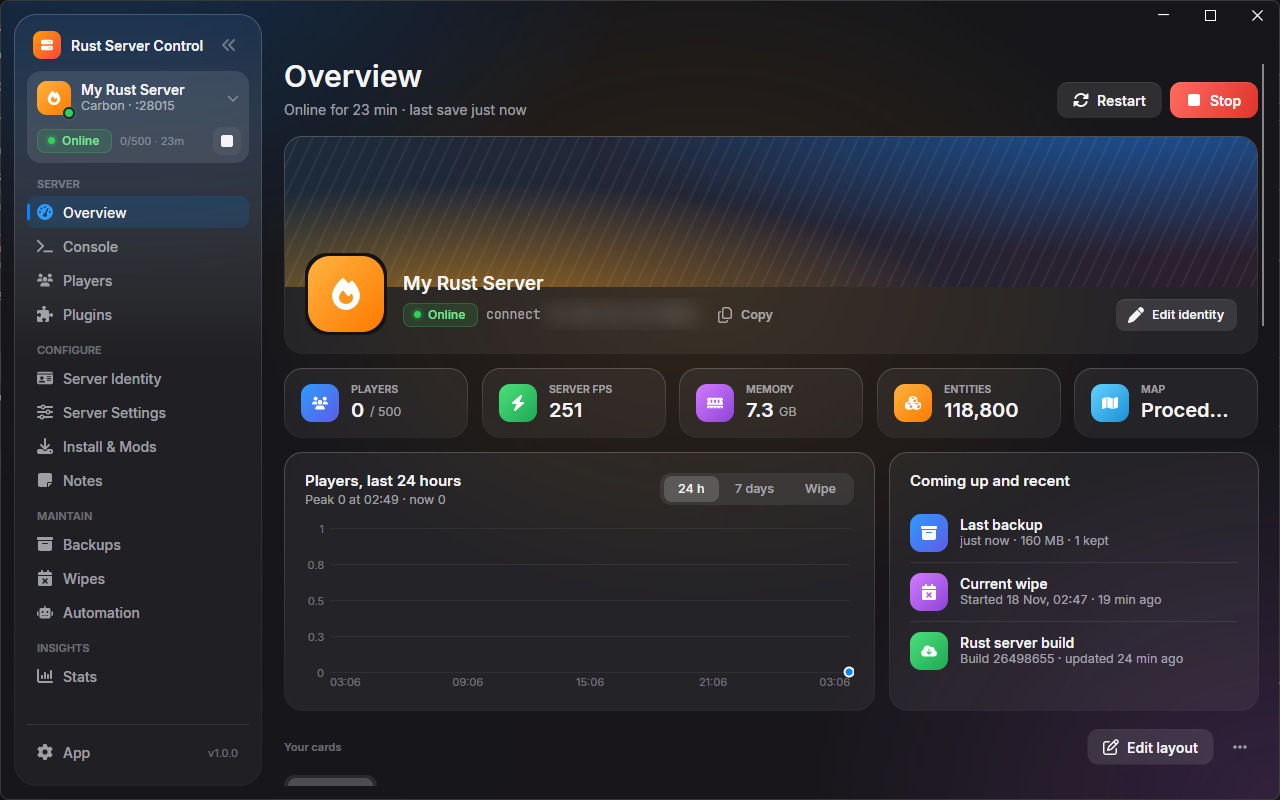 Rust Server Control
My Rust Server
Carbon · :28015
Online 0/500 · 23m
SERVER
Overview
Console
Players
Plugins
CONFIGURE
Server Identity
Server Settings
Install & Mods
Notes
MAINTAIN
Backups
Wipes
Automation
INSIGHTS
Stats
App v1.0.0
Overview
Online for 23 min · last save just now
Restart
Stop
My Rust Server
Online connect
Copy
Edit identity
PLAYERS
0 / 500
SERVER FPS
251
MEMORY
7.3 GB
ENTITIES
118,800
MAP
Proced...
Players, last 24 hours
Peak 0 at 02:49 · now 0
24 h 7 days Wipe
1
0.8
0.5
0.3
0
03:06 09:06 15:06 21:06 03:06
Coming up and recent
Last backup
just now · 160 MB · 1 kept
Current wipe
Started 18 Nov, 02:47 · 19 min ago
Rust server build
Build 26498655 · updated 24 min ago
Your cards
Edit layout